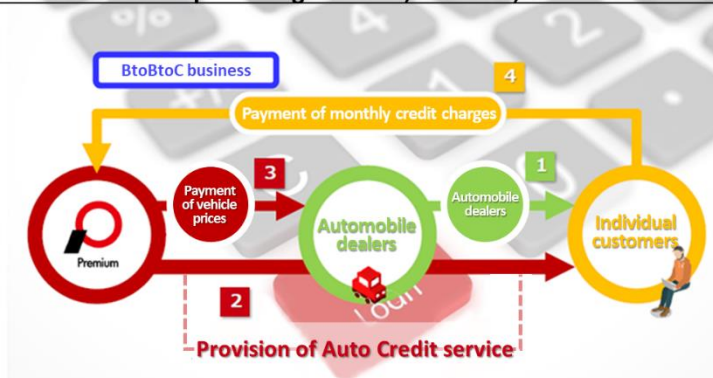 BtoBtoC business
4
Payment of monthly credit charges
Payment
of vehicle
prices
3
Automobile
dealers
Automobile
dealers
1
Individual
customers
Premium
2
Loan
Provision of Auto Credit service